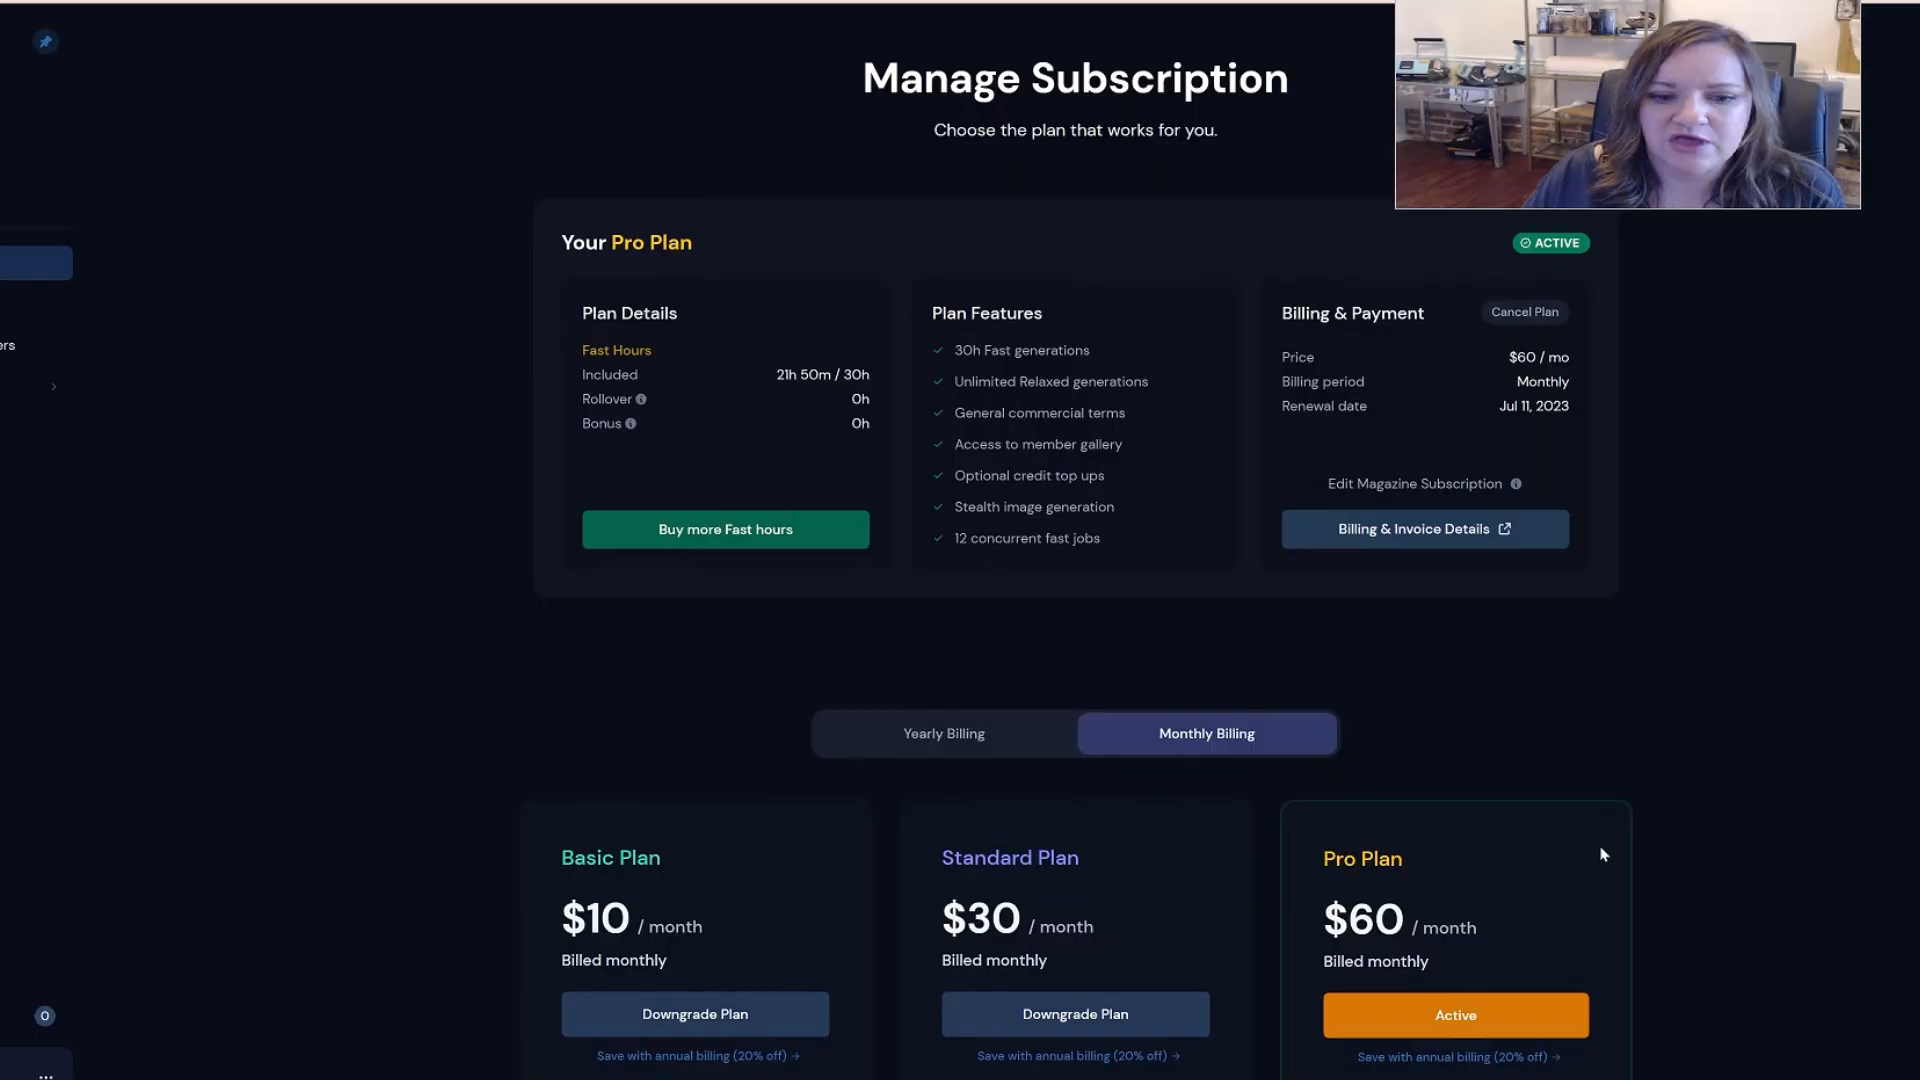 Manage Subscription
Choose the plan that works for you.
Your Pro Plan
ACTIVE
Plan Details
Fast Hours
Included 21h 50m / 30h
Rollover 0h
Bonus 0h
Buy more Fast hours
Plan Features
30h Fast generations
Unlimited Relaxed generations
General commercial terms
Access to member gallery
Optional credit top ups
Stealth image generation
12 concurrent fast jobs
Billing & Payment Cancel Plan
Price $60 / mo
Billing period Monthly
Renewal date Jul 11, 2023
Edit Magazine Subscription
Billing & Invoice Details
ers
Yearly Billing Monthly Billing
Basic Plan
$10 / month
Billed monthly
Downgrade Plan
Save with annual billing (20% off) →
Standard Plan
$30 / month
Billed monthly
Downgrade Plan
Save with annual billing (20% off) →
Pro Plan
$60 / month
Billed monthly
Active
Save with annual billing (20% off) →
0
...